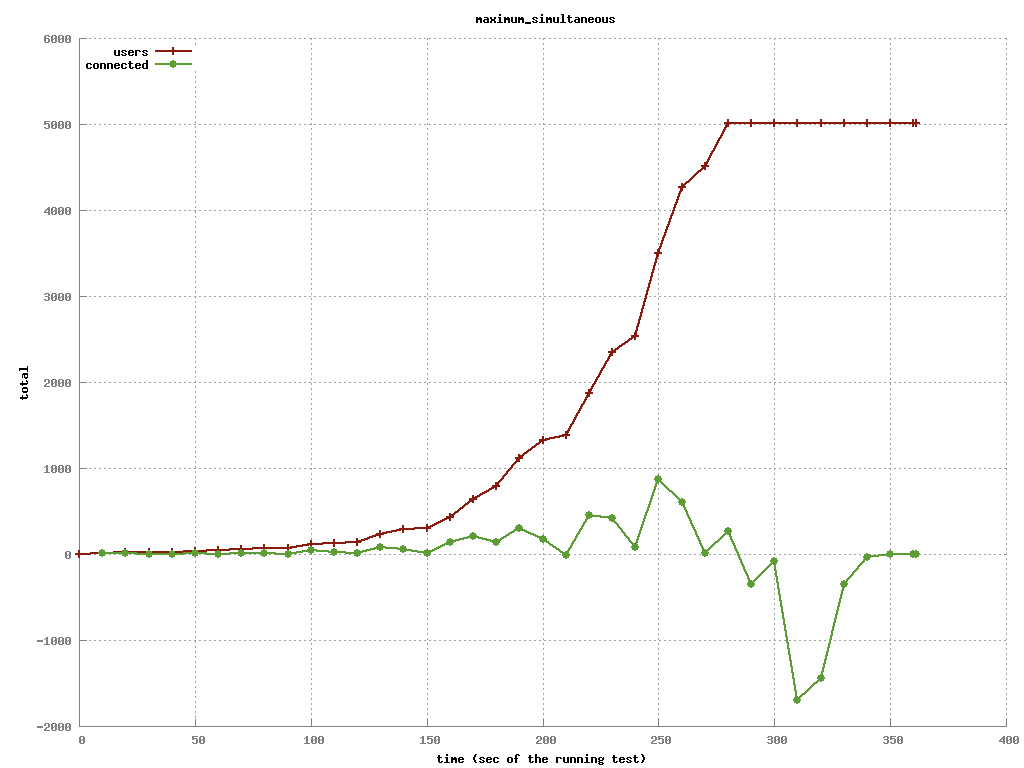 maximum_simultaneous
6000
users
connected
5000
4000
3000
2000
total
1000
0
-1000
-2000
0 50 100 150 200 250 300 350 400
time (sec of the running test)